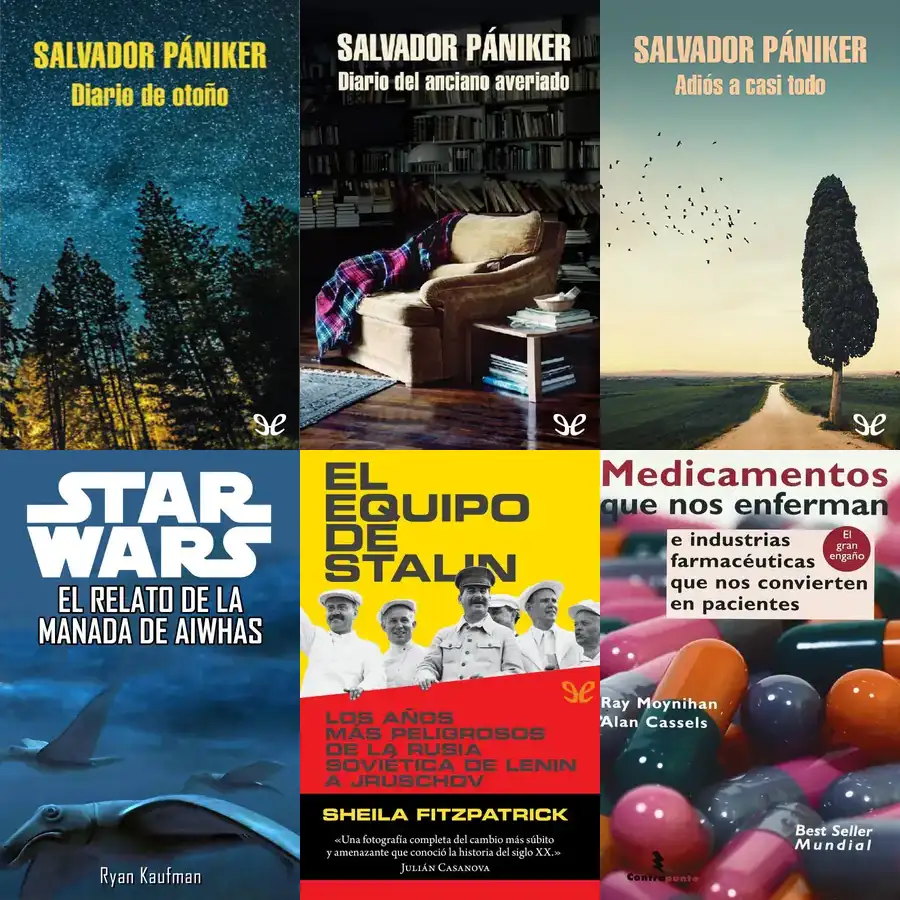 SALVADOR PÁNIKER
Diario de otoño
SALVADOR PÁNIKER
Diario del anciano averiado
SALVADOR PÁNIKER
Adiós a casi todo
STAR
WARS
EL RELATO DE LA
MANADA DE AIWHAS
Ryan Kaufman
EL
EQUIPO
DE
STALIN
LOS AÑOS
MÁS PELIGROSOS
DE LA RUSIA
SOVIÉTICA DE LENIN
A JRUSCHOV
SHEILA FITZPATRICK
«Una fotografía completa del cambio más súbito
y amenazante que conoció la historia del siglo XX.»
JULIÁN CASANOVA
Medicamentos
que nos enferman
e industrias
farmacéuticas
que nos convierten
en pacientes
El
gran
engaño
Ray Moynihan
Alan Cassels
Best Seller
Mundial
Contrapunto